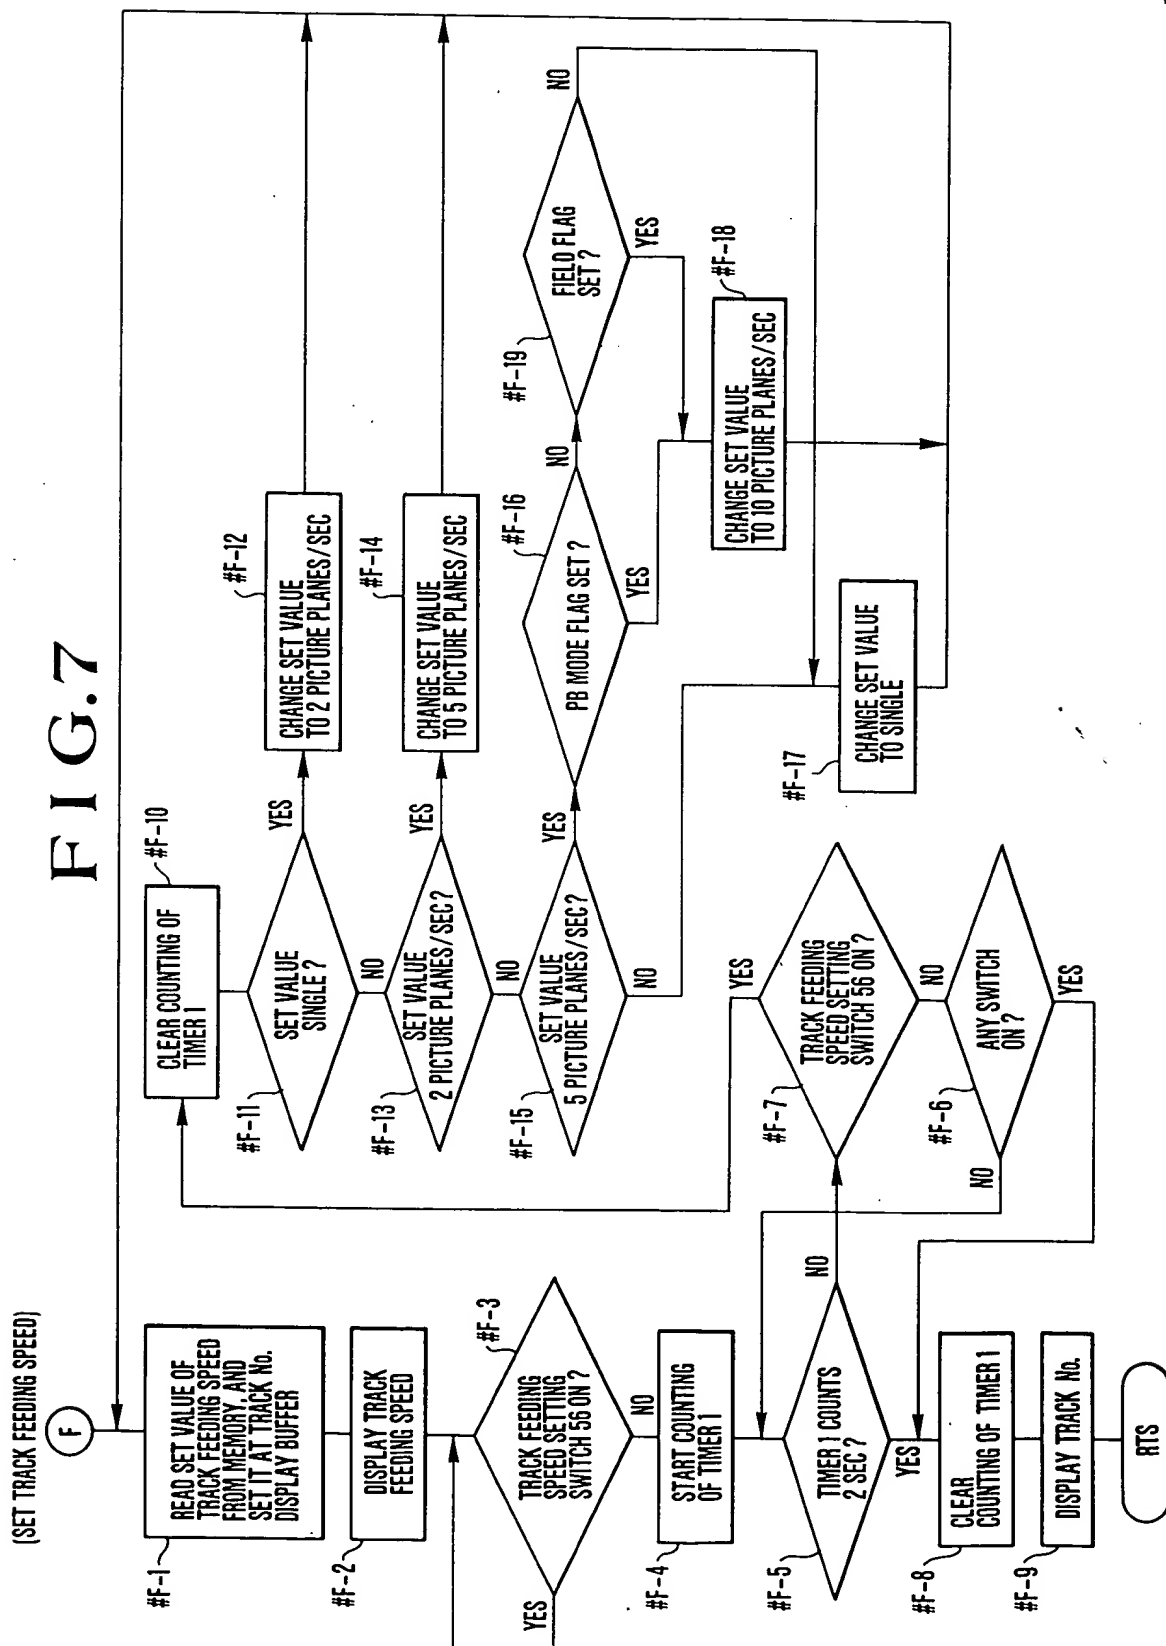 FIG.7
(SET TRACK FEEDING SPEED)
F
#F-1
READ SET VALUE OF
TRACK FEEDING SPEED
FROM MEMORY, AND
SET IT AT TRACK No.
DISPLAY BUFFER
#F-2
DISPLAY TRACK
FEEDING SPEED
#F-3
TRACK FEEDING
SPEED SETTING
SWITCH 56 ON ?
YES
NO
#F-4
START COUNTING
OF TIMER 1
#F-5
TIMER 1 COUNTS
2 SEC ?
NO
YES
#F-8
CLEAR
COUNTING OF TIMER 1
#F-9
DISPLAY TRACK No.
RTS
#F-7
TRACK FEEDING
SPEED SETTING
SWITCH 56 ON ?
YES
NO
#F-6
ANY SWITCH
ON ?
NO
YES
#F-10
CLEAR COUNTING OF
TIMER 1
#F-11
SET VALUE
SINGLE ?
YES
NO
#F-12
CHANGE SET VALUE
TO 2 PICTURE PLANES/SEC
#F-13
SET VALUE
2 PICTURE PLANES/SEC?
YES
NO
#F-14
CHANGE SET VALUE
TO 5 PICTURE PLANES/SEC
#F-15
SET VALUE
5 PICTURE PLANES/SEC?
YES
NO
#F-16
PB MODE FLAG SET ?
NO
YES
#F-19
FIELD FLAG
SET ?
NO
YES
#F-18
CHANGE SET VALUE
TO 10 PICTURE PLANES/SEC
#F-17
CHANGE SET VALUE
TO SINGLE